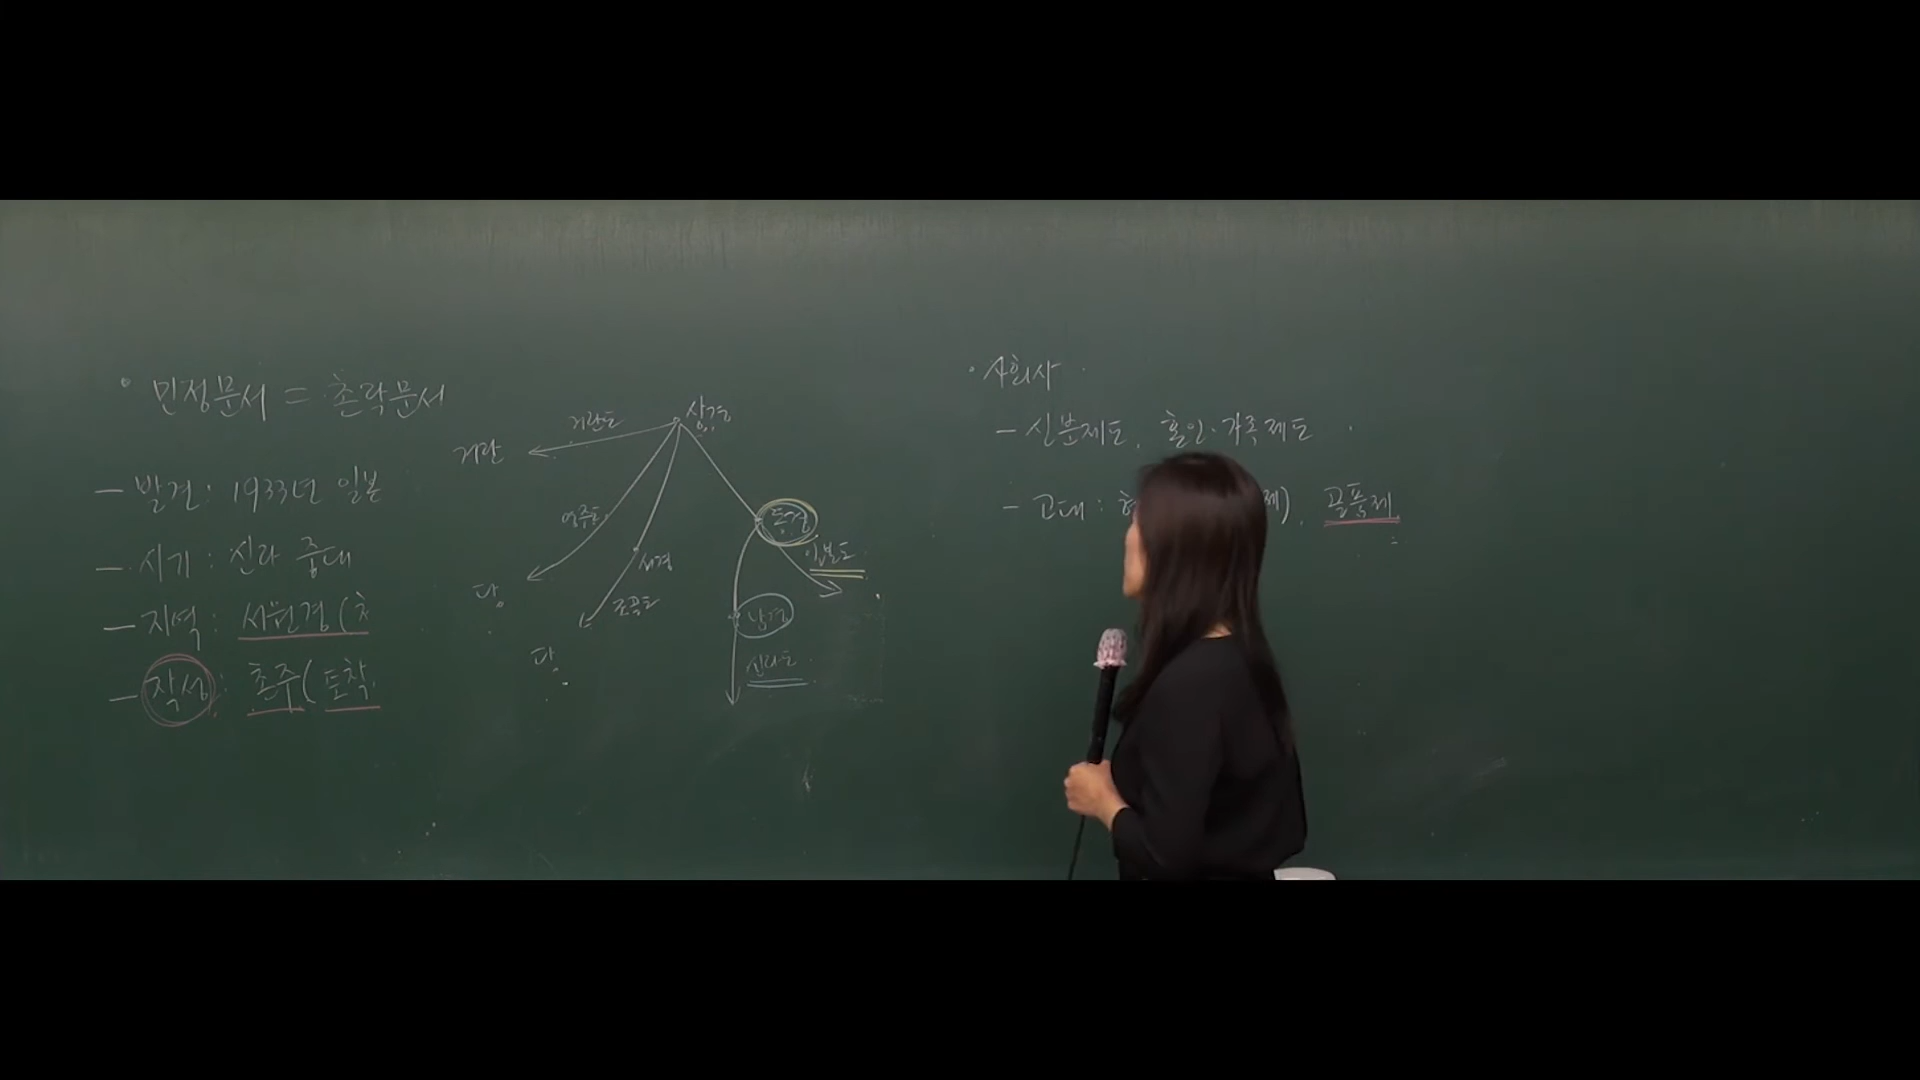 · 민정문서 = 촌락문서
- 발견 : 1933년 일본
- 시기 : 신라 중대
- 지역 : 서원경 (
- 작성 : 촌주 ( 토착
상경
거란도
거란
영주도
동경
일본도
서경
당
조공도
남경
당
신라도
· 사회사
- 신분제도, 혼인·가족제도
- 고대 : 제), 골품제